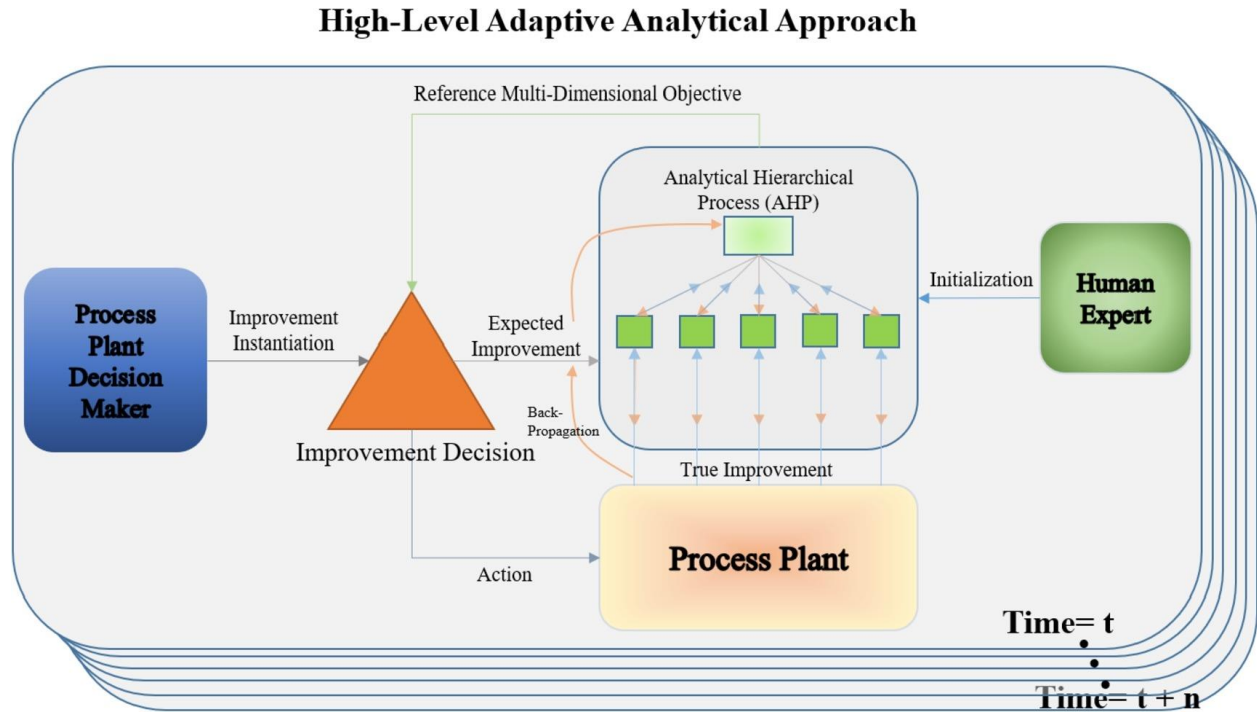 High-Level Adaptive Analytical Approach
Reference Multi-Dimensional Objective
Analytical Hierarchical
Process (AHP)
Process
Plant
Decision
Maker
Improvement
Instantiation
Expected
Improvement
Initialization
Human
Expert
Back-
Propagation
Improvement Decision
True Improvement
Process Plant
Action
Time= t
Time= t + n